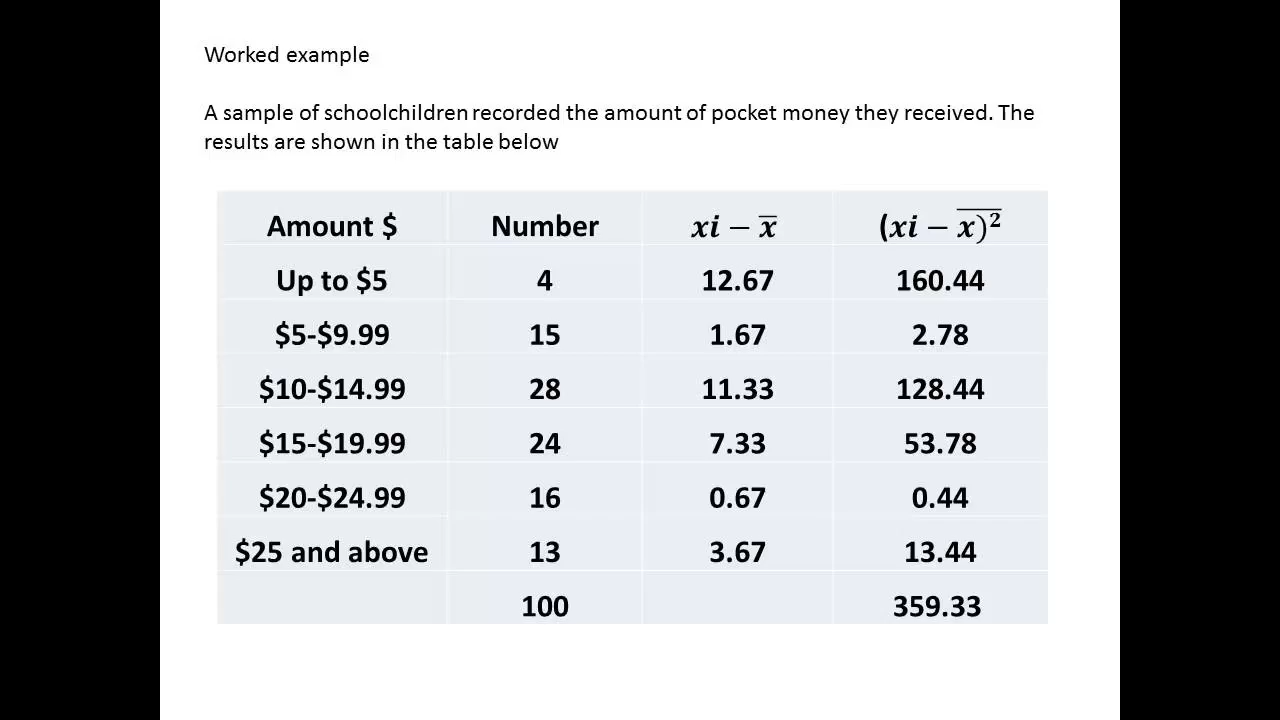 Worked example
A sample of schoolchildren recorded the amount of pocket money they received. The
results are shown in the table below
Amount $ Number xi − x̅ (xi − x̅)²
Up to $5 4 12.67 160.44
$5-$9.99 15 1.67 2.78
$10-$14.99 28 11.33 128.44
$15-$19.99 24 7.33 53.78
$20-$24.99 16 0.67 0.44
$25 and above 13 3.67 13.44
100 359.33